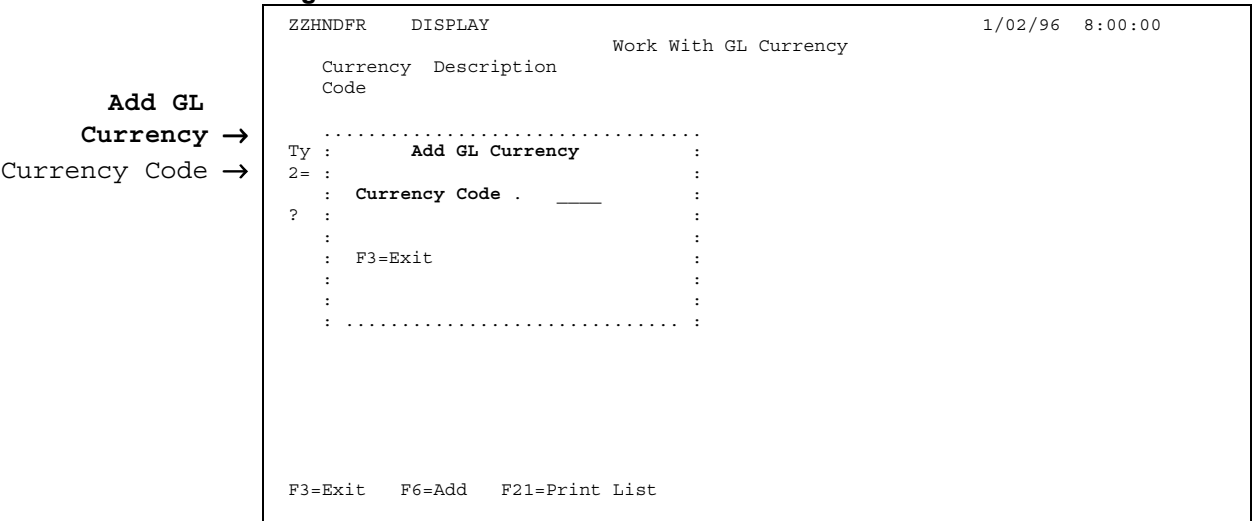 ZZHNDFR    DISPLAY                                            1/02/96  8:00:00
                             Work With GL Currency
   Currency  Description
   Code
Add GL
Currency →
Currency Code →
   ..................................
Ty :       Add GL Currency          :
2= :                                :
   :  Currency Code .   ____        :
?  :                                :
   :                                :
   :  F3=Exit                       :
   :                                :
   :                                :
   : .............................. :
F3=Exit   F6=Add   F21=Print List